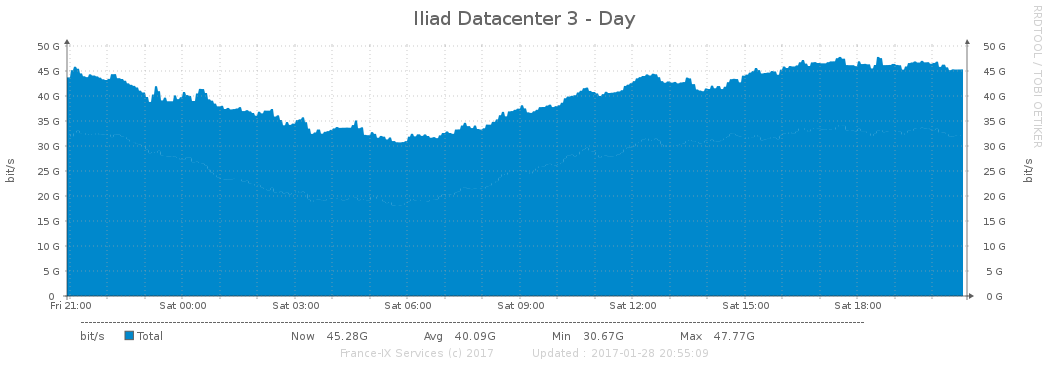 Iliad Datacenter 3 - Day
RRDTOOL / TOBI OETIKER
bit/s
50 G 50 G
45 G 45 G
40 G 40 G
35 G 35 G
30 G 30 G
25 G 25 G
20 G 20 G
15 G 15 G
10 G 10 G
5 G 5 G
0 0 G
bit/s
Fri 21:00 Sat 00:00 Sat 03:00 Sat 06:00 Sat 09:00 Sat 12:00 Sat 15:00 Sat 18:00
bit/s Total Now 45.28G Avg 40.09G Min 30.67G Max 47.77G
France-IX Services (c) 2017 Updated : 2017-01-28 20:55:09